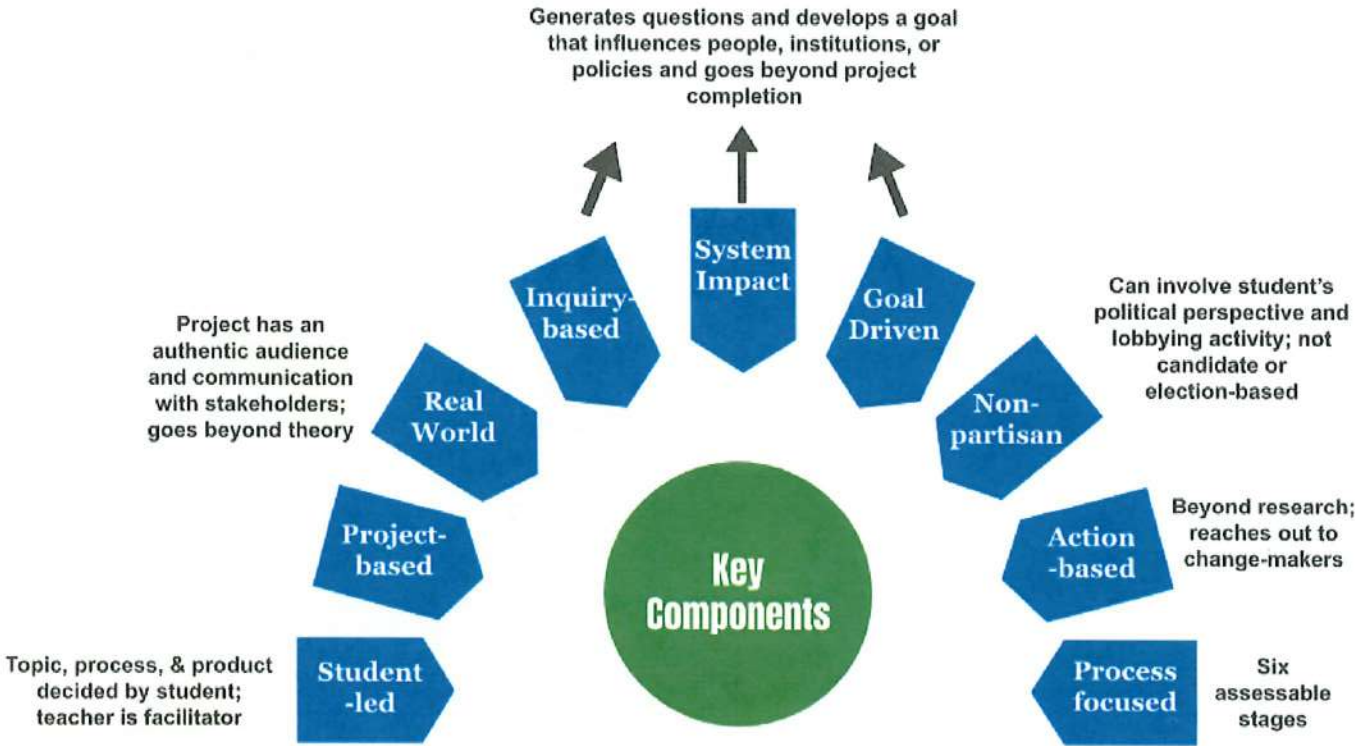 Generates questions and develops a goal
that influences people, institutions, or
policies and goes beyond project
completion
System
Impact
Inquiry-
based
Goal
Driven
Can involve student's
political perspective and
lobbying activity; not
candidate or
election-based
Project has an
authentic audience
and communication
with stakeholders;
goes beyond theory
Real
World
Non-
partisan
Project-
based
Action
-based
Beyond research;
reaches out to
change-makers
Key
Components
Topic, process, & product
decided by student;
teacher is facilitator
Student
-led
Process
focused
Six
assessable
stages